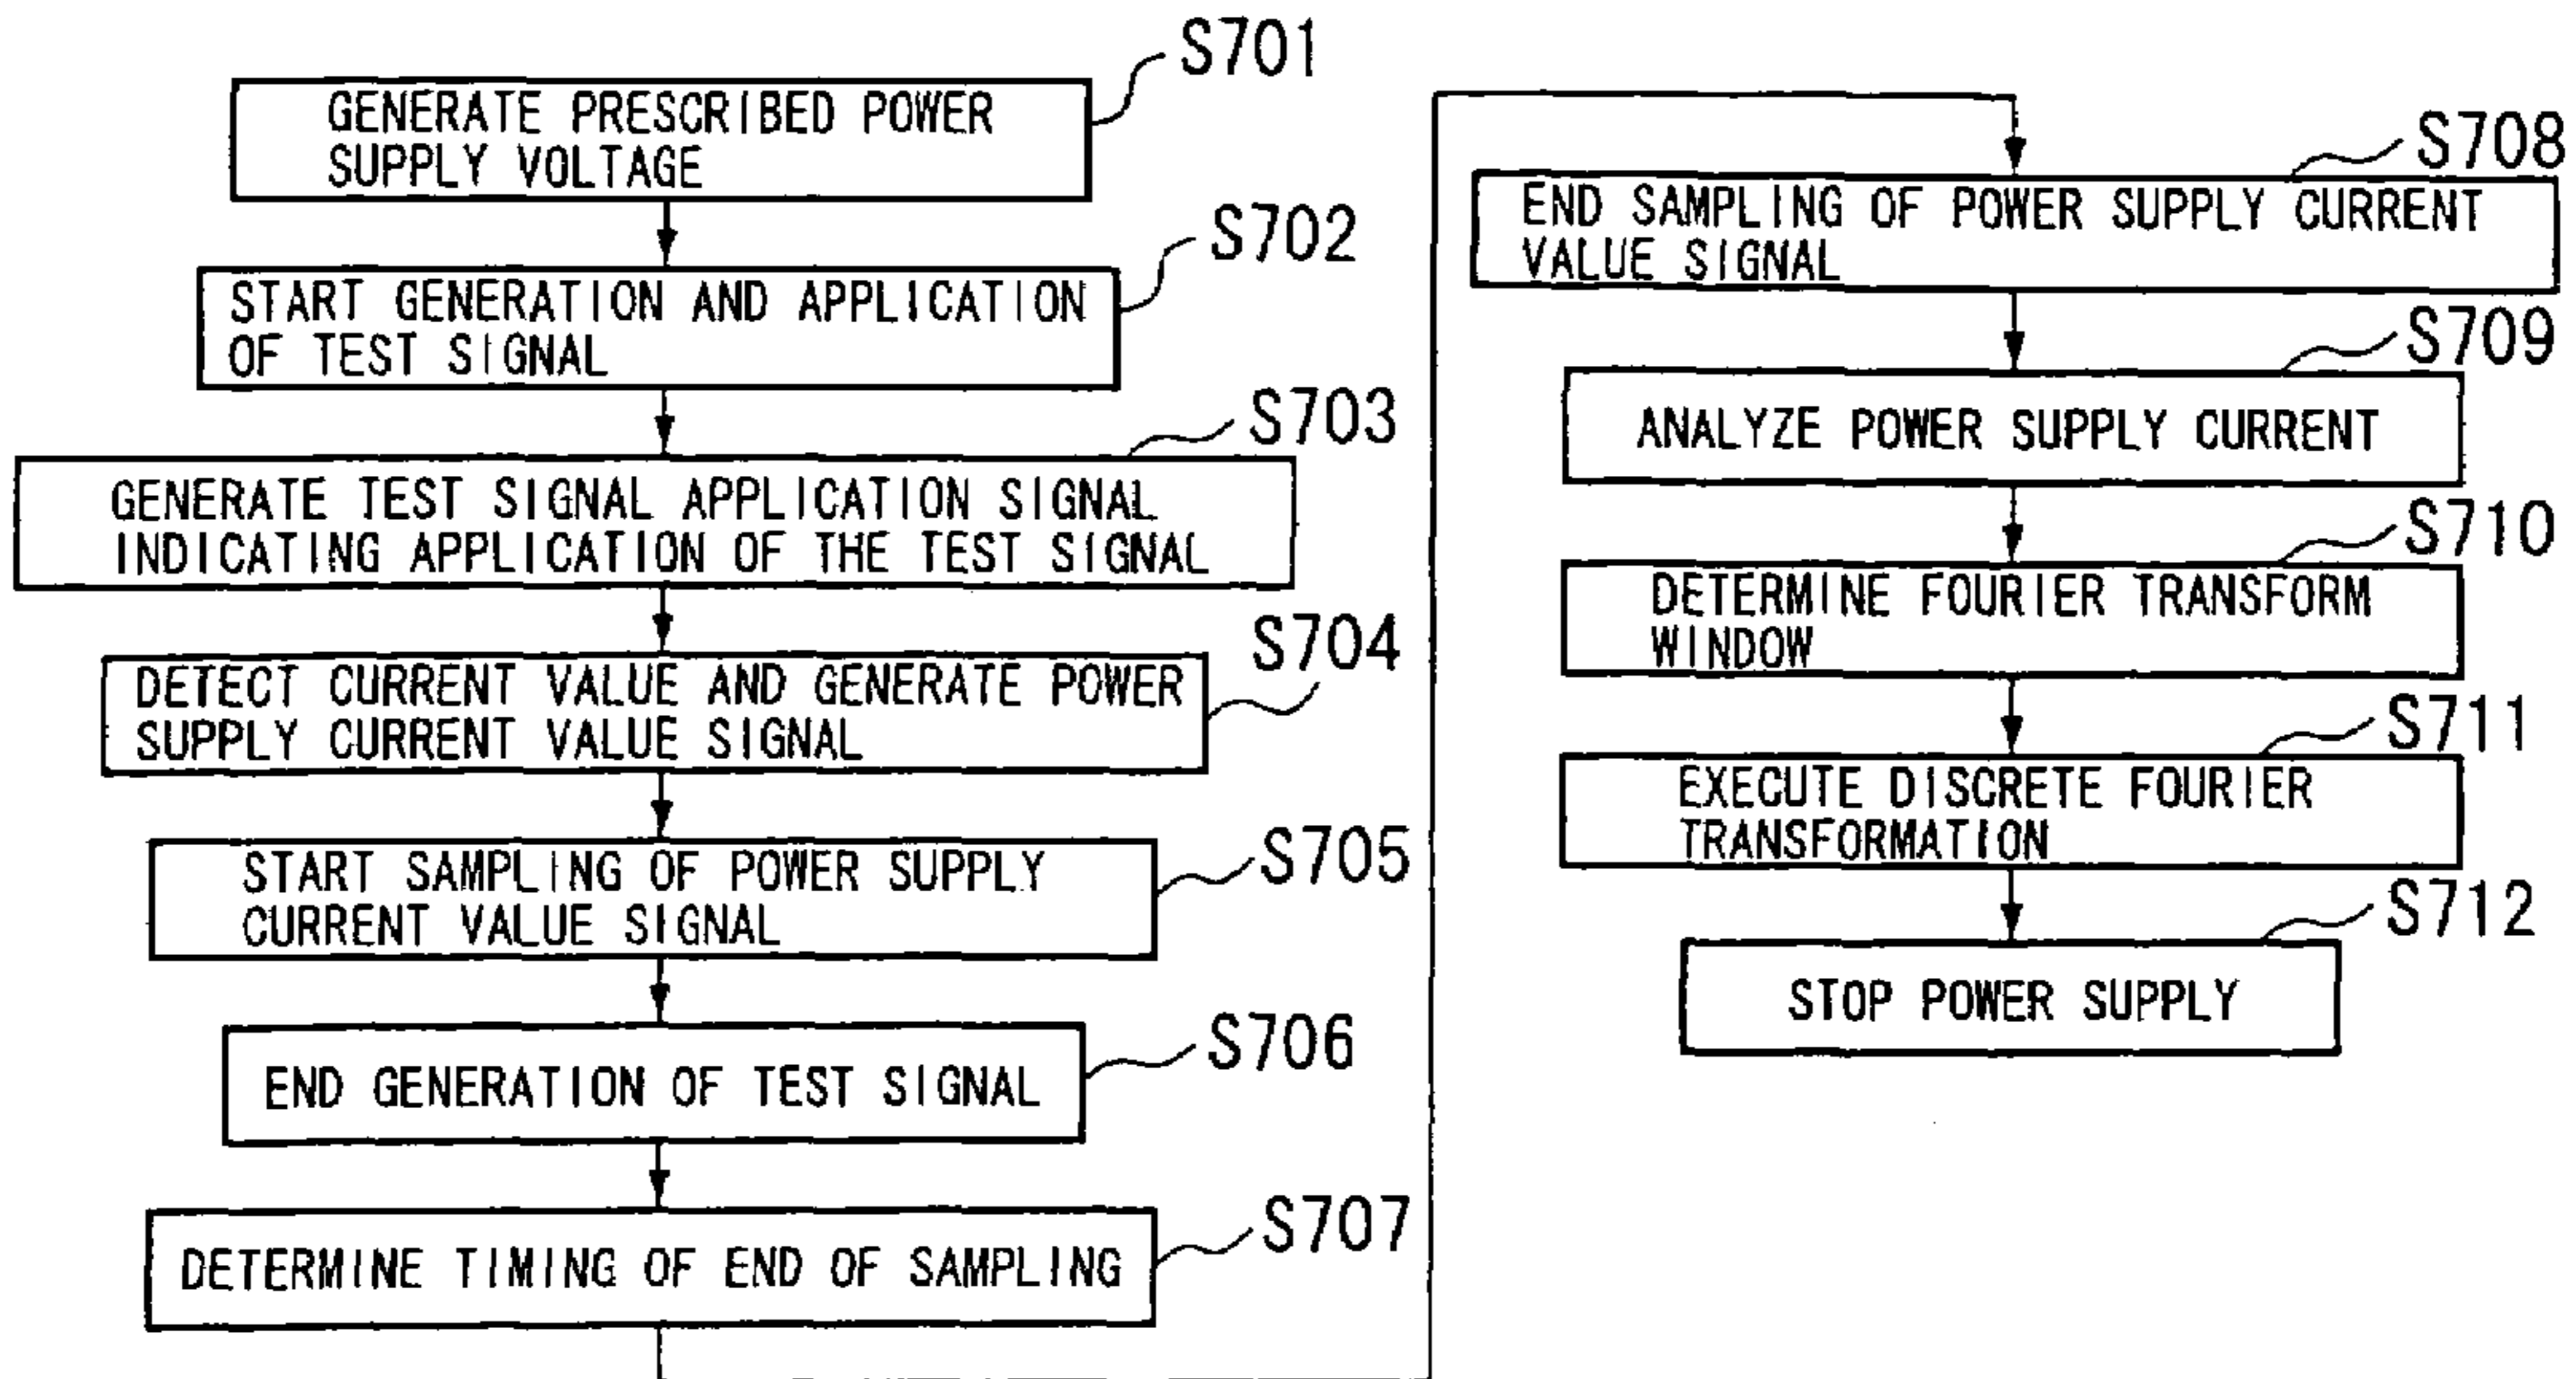 S701
GENERATE PRESCRIBED POWER
SUPPLY VOLTAGE
S702
START GENERATION AND APPLICATION
OF TEST SIGNAL
S703
GENERATE TEST SIGNAL APPLICATION SIGNAL
INDICATING APPLICATION OF THE TEST SIGNAL
S704
DETECT CURRENT VALUE AND GENERATE POWER
SUPPLY CURRENT VALUE SIGNAL
S705
START SAMPLING OF POWER SUPPLY
CURRENT VALUE SIGNAL
S706
END GENERATION OF TEST SIGNAL
S707
DETERMINE TIMING OF END OF SAMPLING
S708
END SAMPLING OF POWER SUPPLY CURRENT
VALUE SIGNAL
S709
ANALYZE POWER SUPPLY CURRENT
S710
DETERMINE FOURIER TRANSFORM
WINDOW
S711
EXECUTE DISCRETE FOURIER
TRANSFORMATION
S712
STOP POWER SUPPLY